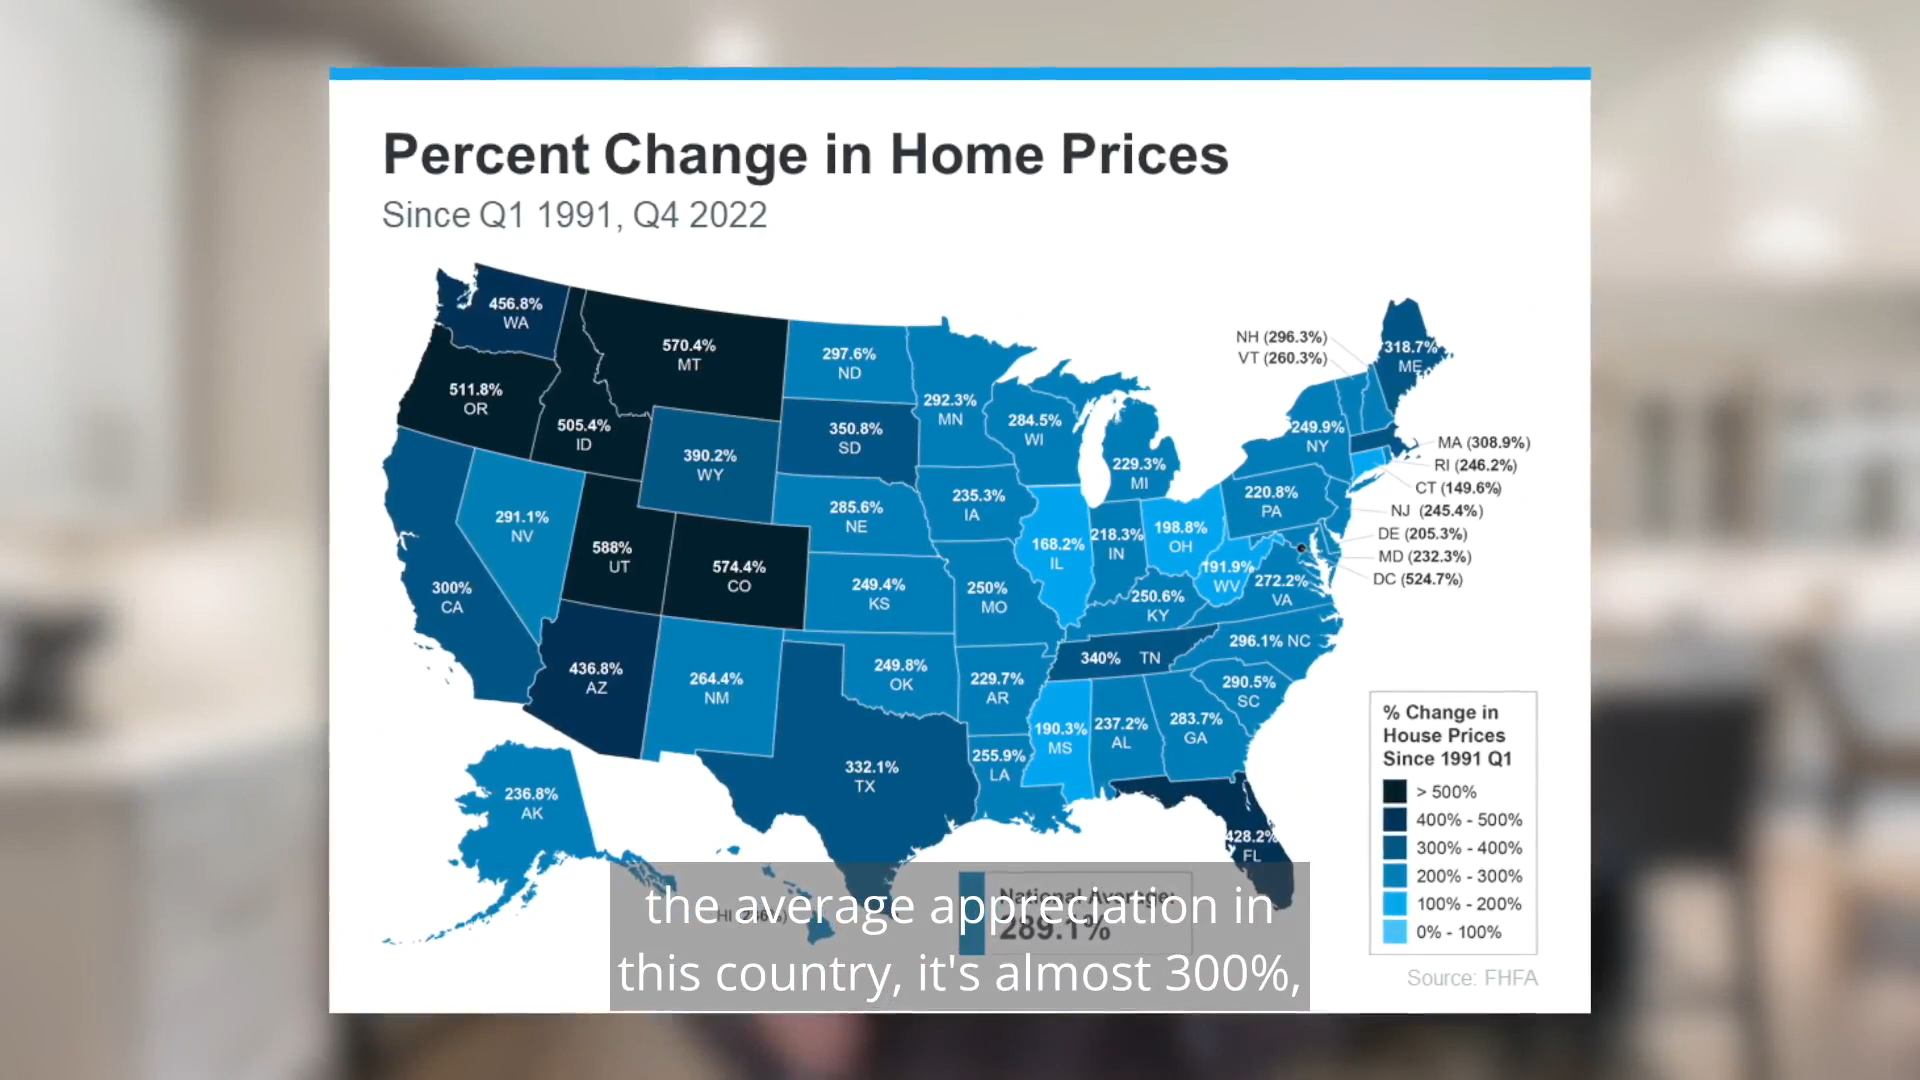 Percent Change in Home Prices
Since Q1 1991, Q4 2022
456.8%
WA
570.4%
MT
511.8%
OR
505.4%
ID
390.2%
WY
297.6%
ND
350.8%
SD
292.3%
MN
284.5%
WI
229.3%
MI
NH (296.3%)
VT (260.3%)
318.7%
ME
249.9%
NY
MA (308.9%)
RI (246.2%)
CT (149.6%)
NJ (245.4%)
DE (205.3%)
MD (232.3%)
DC (524.7%)
220.8%
PA
291.1%
NV
300%
CA
588%
UT
574.4%
CO
285.6%
NE
235.3%
IA
168.2%
IL
218.3%
IN
198.8%
OH
191.9%
WV
272.2%
VA
249.4%
KS
250%
MO
250.6%
KY
296.1% NC
340% TN
290.5%
SC
436.8%
AZ
264.4%
NM
249.8%
OK
229.7%
AR
190.3%
MS
237.2%
AL
283.7%
GA
332.1%
TX
255.9%
LA
236.8%
AK
428.2%
FL
HI
National Average:
289.1%
the average appreciation in
this country, it's almost 300%,
% Change in
House Prices
Since 1991 Q1
> 500%
400% - 500%
300% - 400%
200% - 300%
100% - 200%
0% - 100%
Source: FHFA